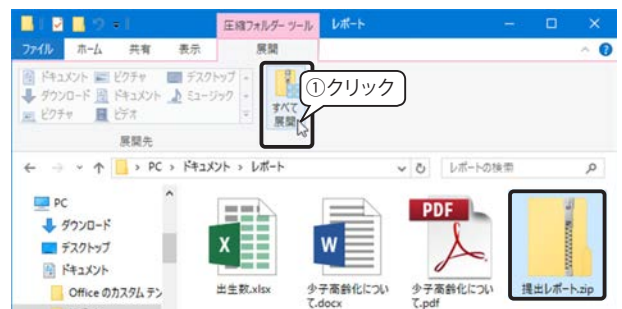 圧縮フォルダー ツール
レポート
ファイル ホーム 共有 表示 展開
ドキュメント ピクチャ デスクトップ
ダウンロード ドキュメント ミュージック
ピクチャ ビデオ
すべて
展開
①クリック
展開先
PC › ドキュメント › レポート
レポートの検索
PC
ダウンロード
デスクトップ
ドキュメント
Office のカスタム テン
X
W
PDF
出生数.xlsx
少子高齢化につい
て.docx
少子高齢化につい
て.pdf
提出レポート.zip